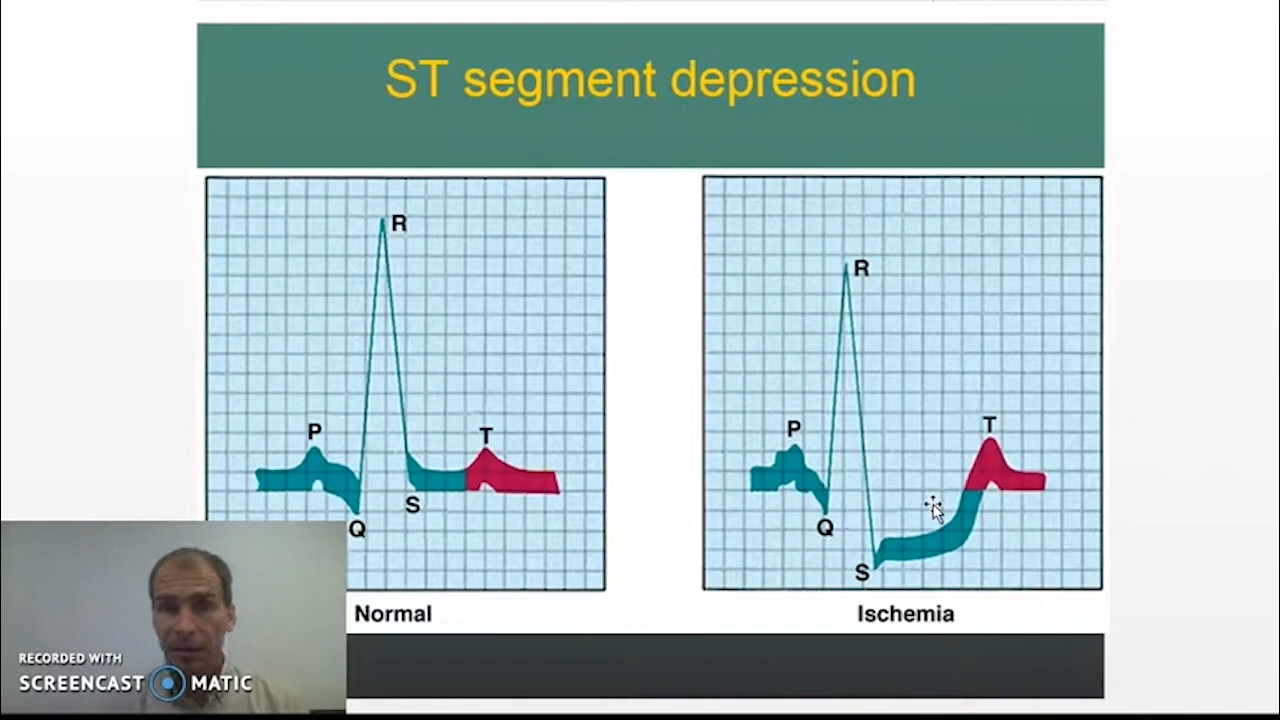 ST segment depression
R
P
T
S
Q
Normal
R
P
T
Q
S
Ischemia
RECORDED WITH
SCREENCAST MATIC